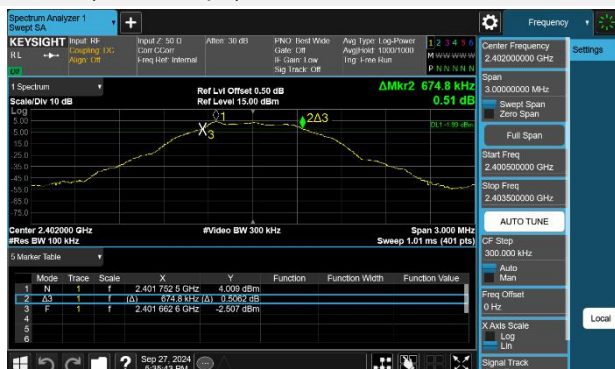 Spectrum Analyzer 1
Swept SA
Frequency
KEYSIGHT Input: RF Input Z: 50 Ω Atten: 30 dB PNO: Best Wide Avg Type: Log-Power 1 2 3 4 5 6
RL Coupling: DC Corr CCorr Gate: Off Avg|Hold: 1000/1000 M W W W W W
Align: Off Freq Ref: Internal IF Gain: Low Trig: Free Run P N N N N N
Sig Track: Off
Center Frequency
2.402000000 GHz
Settings
1 Spectrum Ref Lvl Offset 0.50 dB ΔMkr2 674.8 kHz
Scale/Div 10 dB Ref Level 15.00 dBm 0.51 dB
Log
5.00
-5.00
-15.0
-25.0
-35.0
-45.0
-55.0
-65.0
-75.0
1
2Δ3
3
DL1 -1.99 dBm
Center 2.402000 GHz #Video BW 300 kHz Span 3.000 MHz
#Res BW 100 kHz Sweep 1.01 ms (401 pts)
Span
3.00000000 MHz
Swept Span
Zero Span
Full Span
Start Freq
2.400500000 GHz
Stop Freq
2.403500000 GHz
AUTO TUNE
CF Step
300.000 kHz
Auto
Man
Freq Offset
0 Hz
X Axis Scale
Log
Lin
Signal Track
Local
5 Marker Table
Mode Trace Scale X Y Function Function Width Function Value
1 N 1 f 2.401 752 5 GHz 4.009 dBm
2 Δ3 1 f (Δ) 674.8 kHz (Δ) 0.5062 dB
3 F 1 f 2.401 662 6 GHz -2.507 dBm
4
5
6
? Sep 27, 2024
5:35:43 PM